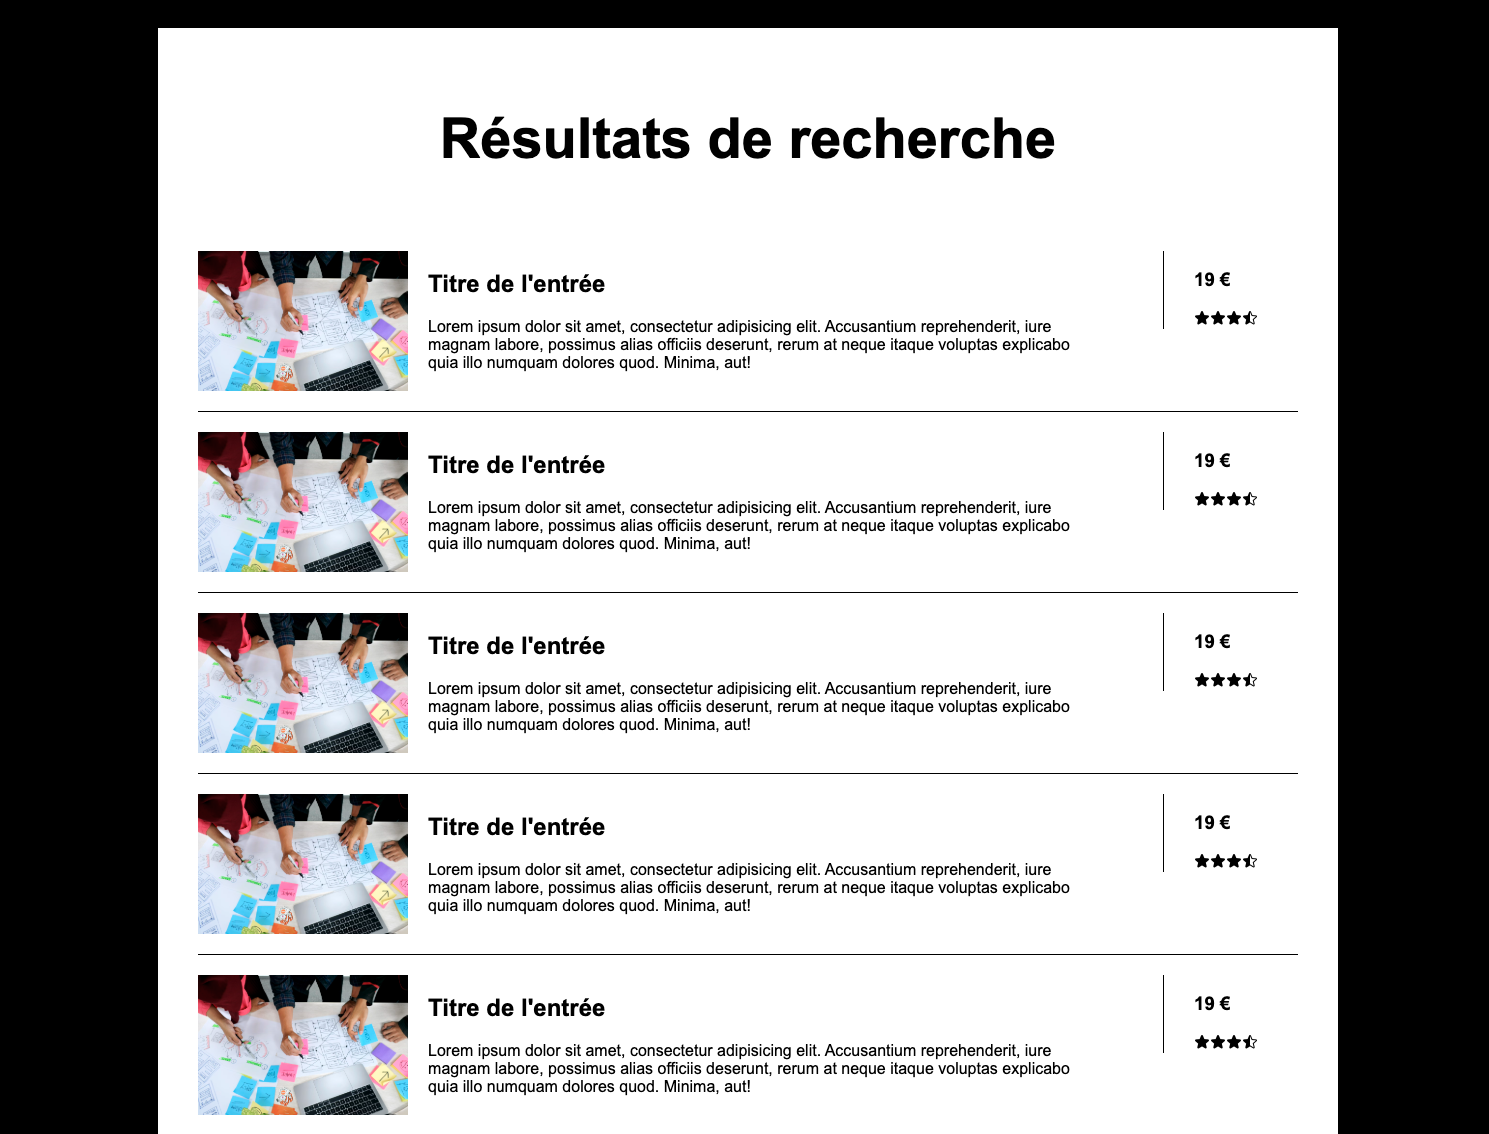 Résultats de recherche
Titre de l'entrée
Lorem ipsum dolor sit amet, consectetur adipisicing elit. Accusantium reprehenderit, iure
magnam labore, possimus alias officiis deserunt, rerum at neque itaque voluptas explicabo
quia illo numquam dolores quod. Minima, aut!
19 €
Titre de l'entrée
Lorem ipsum dolor sit amet, consectetur adipisicing elit. Accusantium reprehenderit, iure
magnam labore, possimus alias officiis deserunt, rerum at neque itaque voluptas explicabo
quia illo numquam dolores quod. Minima, aut!
19 €
Titre de l'entrée
Lorem ipsum dolor sit amet, consectetur adipisicing elit. Accusantium reprehenderit, iure
magnam labore, possimus alias officiis deserunt, rerum at neque itaque voluptas explicabo
quia illo numquam dolores quod. Minima, aut!
19 €
Titre de l'entrée
Lorem ipsum dolor sit amet, consectetur adipisicing elit. Accusantium reprehenderit, iure
magnam labore, possimus alias officiis deserunt, rerum at neque itaque voluptas explicabo
quia illo numquam dolores quod. Minima, aut!
19 €
Titre de l'entrée
Lorem ipsum dolor sit amet, consectetur adipisicing elit. Accusantium reprehenderit, iure
magnam labore, possimus alias officiis deserunt, rerum at neque itaque voluptas explicabo
quia illo numquam dolores quod. Minima, aut!
19 €